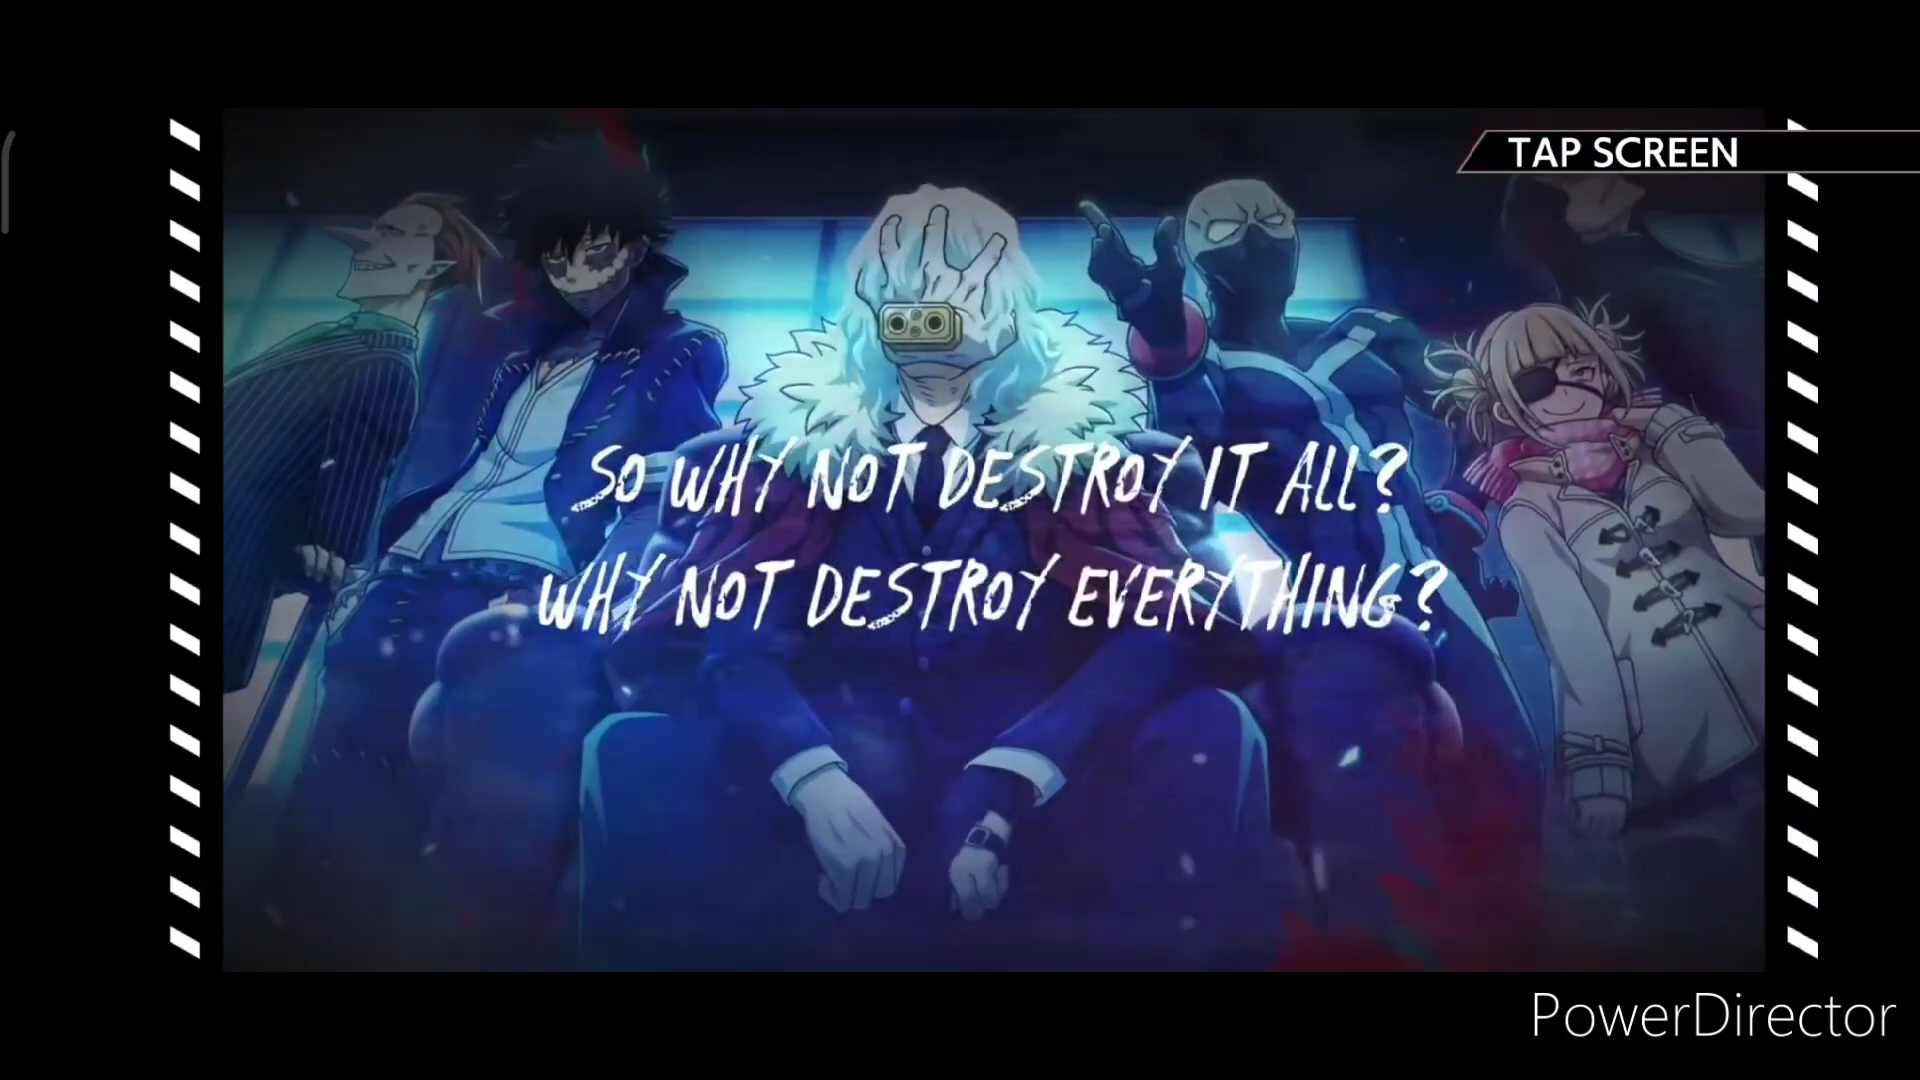 TAP SCREEN
SO WHY NOT DESTROY IT ALL?
WHY NOT DESTROY EVERYTHING?
PowerDirector